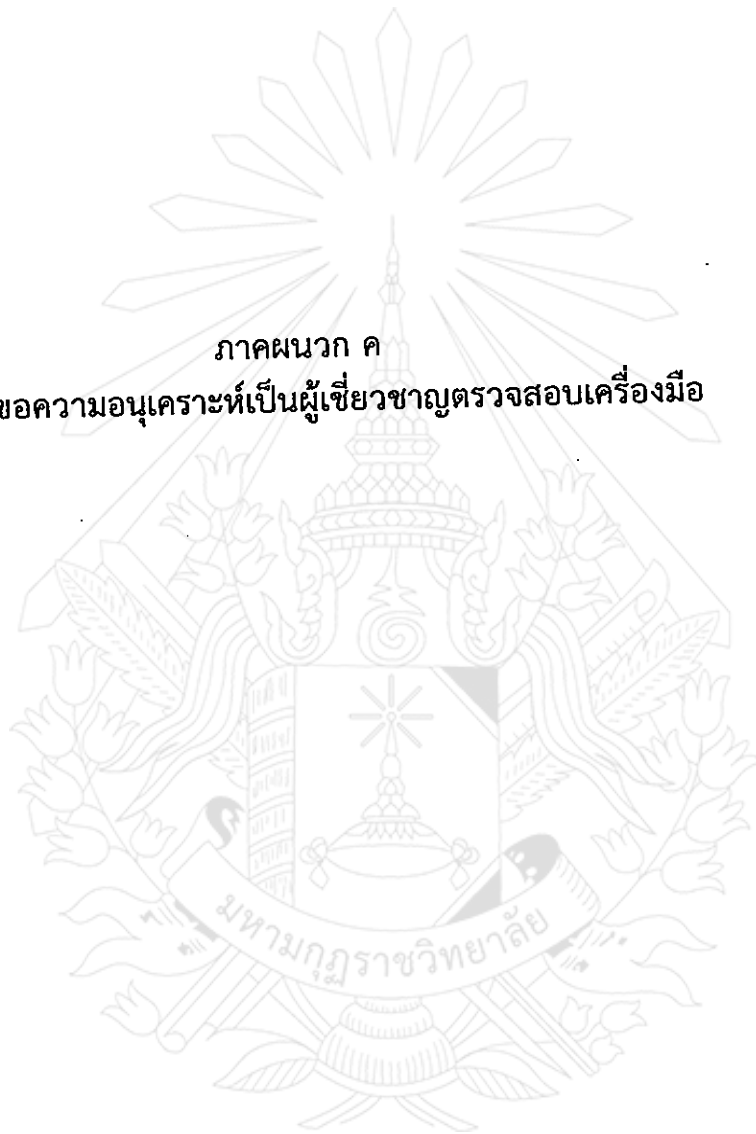 ภาคผนวก ค
ขอความอนุเคราะห์เป็นผู้เชี่ยวชาญตรวจสอบเครื่องมือ
มหามกุฏราชวิทยาลัย